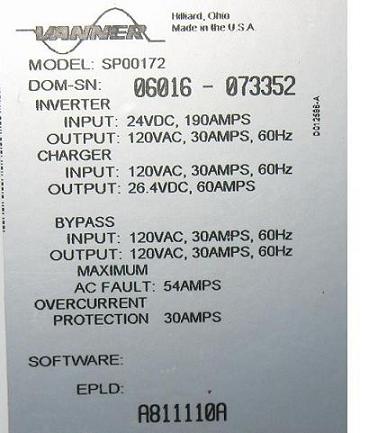 VANNER
Hilliard, Ohio
Made in the U.S.A
MODEL: SP00172
DOM-SN: 06016 - 073352
INVERTER
INPUT: 24VDC, 190AMPS
OUTPUT: 120VAC, 30AMPS, 60Hz
CHARGER
INPUT: 120VAC, 30AMPS, 60Hz
OUTPUT: 26.4VDC, 60AMPS
BYPASS
INPUT: 120VAC, 30AMPS, 60Hz
OUTPUT: 120VAC, 30AMPS, 60Hz
MAXIMUM
AC FAULT: 54AMPS
OVERCURRENT
PROTECTION 30AMPS
SOFTWARE:
EPLD:
A811110A